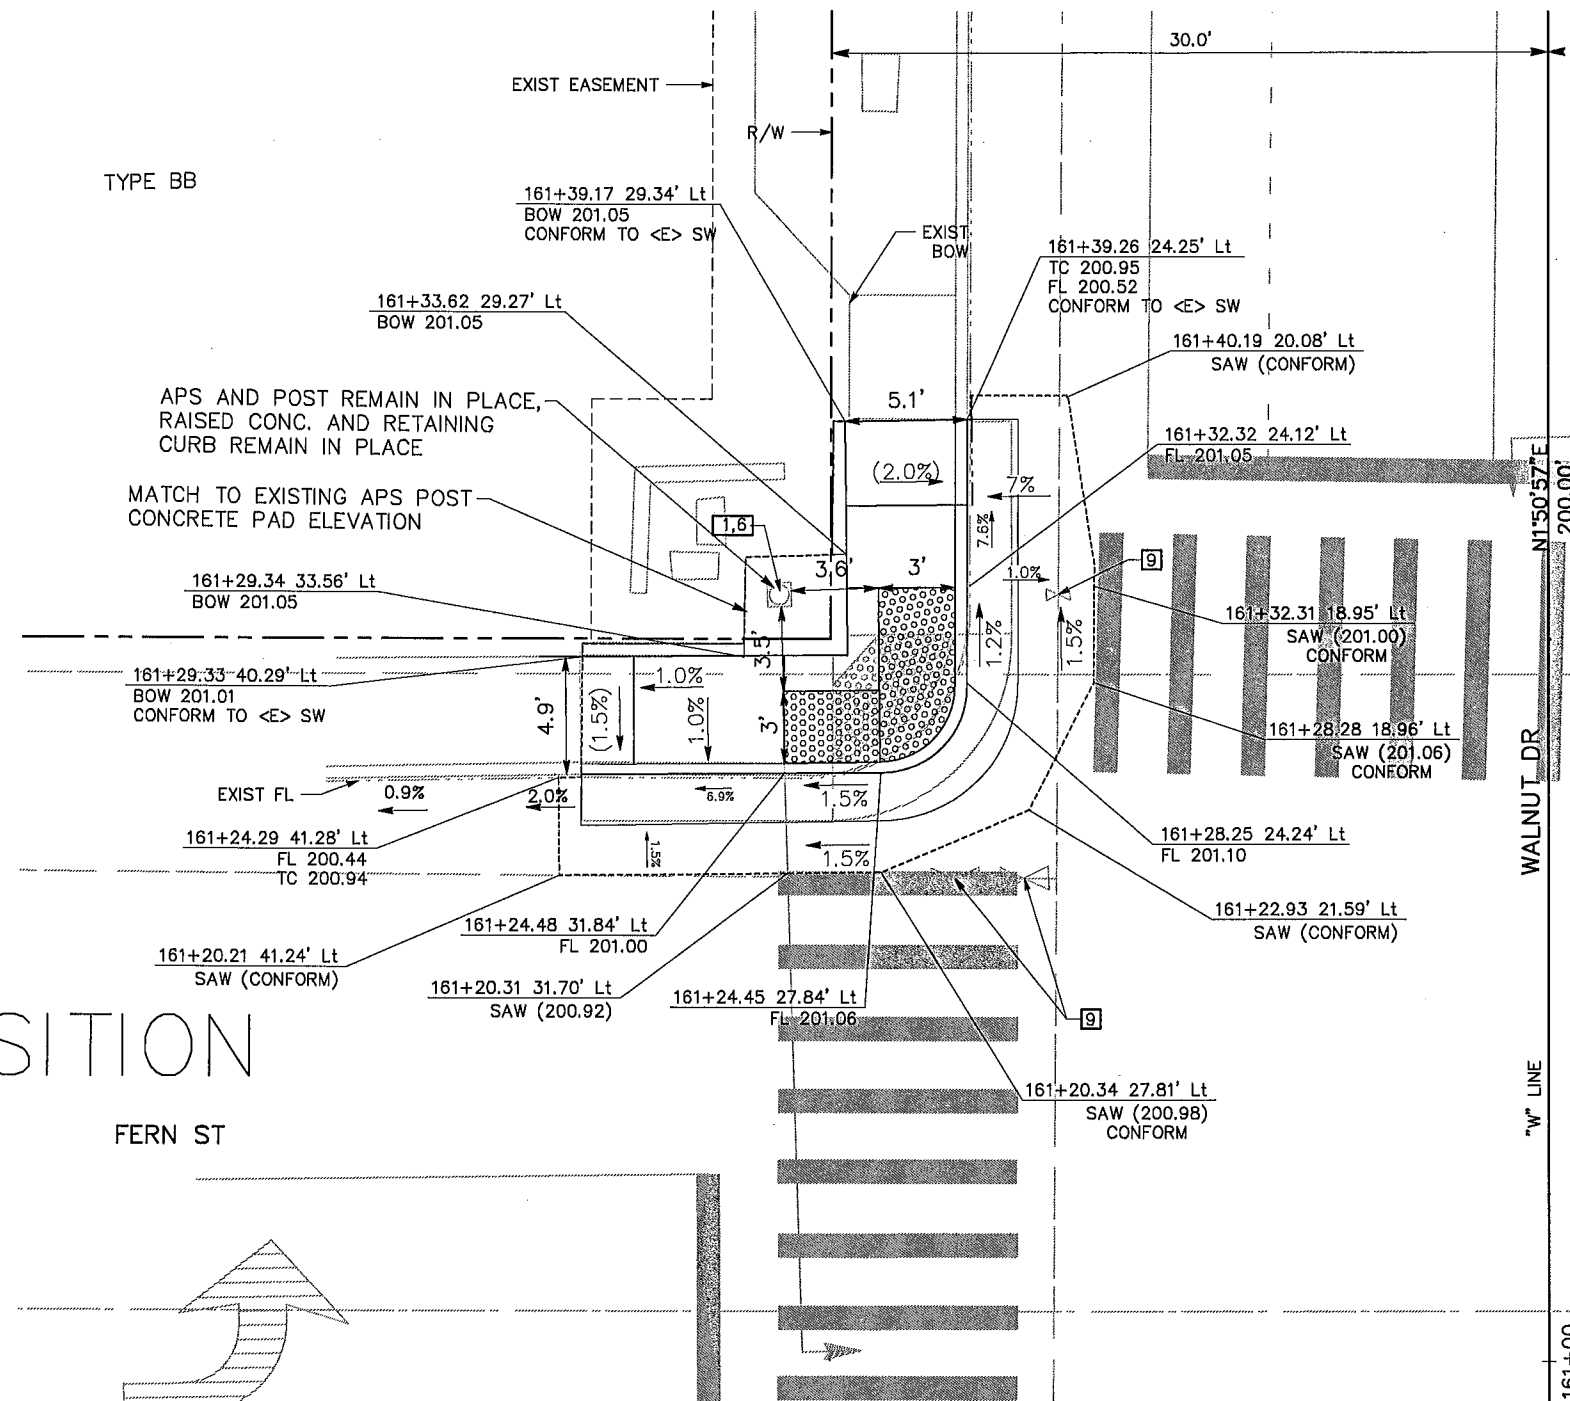 30.0'
EXIST EASEMENT
R/W
TYPE BB
161+39.17 29.34' Lt
BOW 201.05
CONFORM TO <E> SW
EXIST
BOW
161+39.26 24.25' Lt
TC 200.95
FL 200.52
CONFORM TO <E> SW
161+33.62 29.27' Lt
BOW 201.05
161+40.19 20.08' Lt
SAW (CONFORM)
APS AND POST REMAIN IN PLACE,
RAISED CONC. AND RETAINING
CURB REMAIN IN PLACE
5.1'
161+32.32 24.12' Lt
FL 201.05
(2.0%)
7%
MATCH TO EXISTING APS POST
CONCRETE PAD ELEVATION
N1°50'57"E
200.00'
1,6
7.6%
9
3.6'
3'
1.0%
161+29.34 33.56' Lt
BOW 201.05
161+32.31 18.95' Lt
SAW (201.00)
CONFORM
3.5'
1.2%
1.5%
161+29.33 40.29' Lt
BOW 201.01
CONFORM TO <E> SW
1.0%
4.9'
(1.5%)
1.0%
3'
161+28.28 18.96' Lt
SAW (201.06)
CONFORM
WALNUT DR
EXIST FL
0.9%
2.0%
6.9%
1.5%
161+24.29 41.28' Lt
FL 200.44
TC 200.94
1.5%
1.5%
161+28.25 24.24' Lt
FL 201.10
161+24.48 31.84' Lt
FL 201.00
161+22.93 21.59' Lt
SAW (CONFORM)
161+20.21 41.24' Lt
SAW (CONFORM)
161+20.31 31.70' Lt
SAW (200.92)
161+24.45 27.84' Lt
FL 201.06
9
SITION
161+20.34 27.81' Lt
SAW (200.98)
CONFORM
"W" LINE
FERN ST
161+00